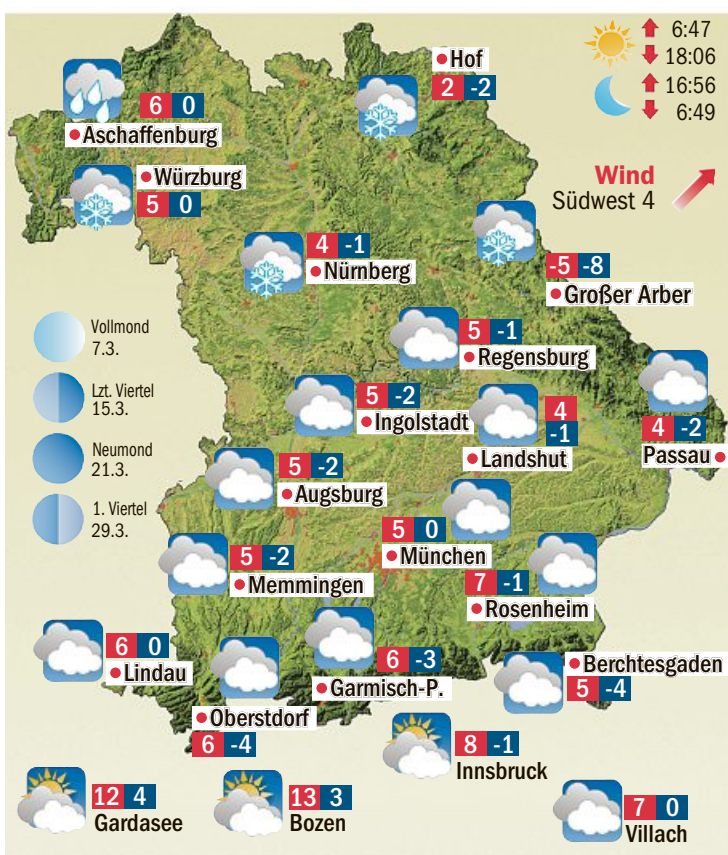 6:47
18:06
16:56
6:49
Wind
Südwest 4
Hof
2 -2
6 0
Aschaffenburg
Würzburg
5 0
4 -1
Nürnberg
-5 -8
Großer Arber
Vollmond
7.3.
Lzt. Viertel
15.3.
Neumond
21.3.
1. Viertel
29.3.
5 -1
Regensburg
5 -2
Ingolstadt
4
-1
Landshut
4 -2
Passau
5 -2
Augsburg
5 0
München
5 -2
Memmingen
7 -1
Rosenheim
6 0
Lindau
6 -3
Garmisch-P.
Berchtesgaden
5 -4
Oberstdorf
6 -4
8 -1
Innsbruck
12 4
Gardasee
13 3
Bozen
7 0
Villach